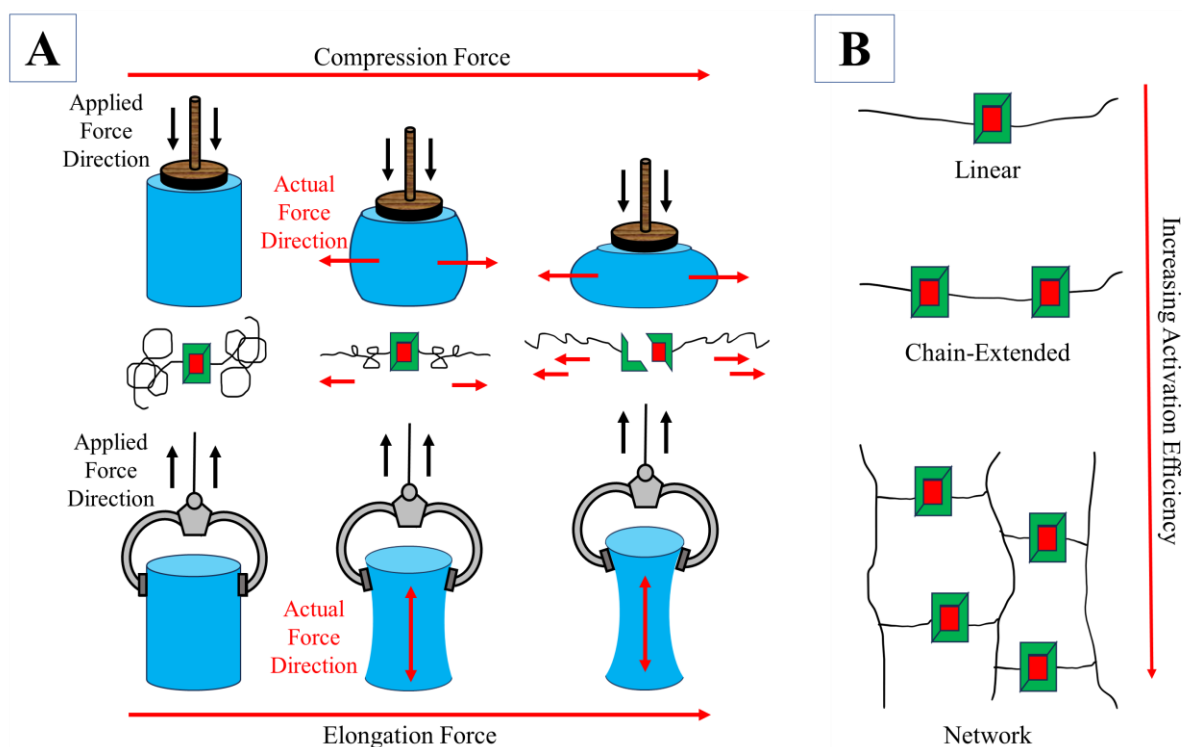 A
Compression Force
Applied
Force
Direction
Actual
Force
Direction
Applied
Force
Direction
Actual
Force
Direction
Elongation Force
B
Linear
Chain-Extended
Network
Increasing Activation Efficiency